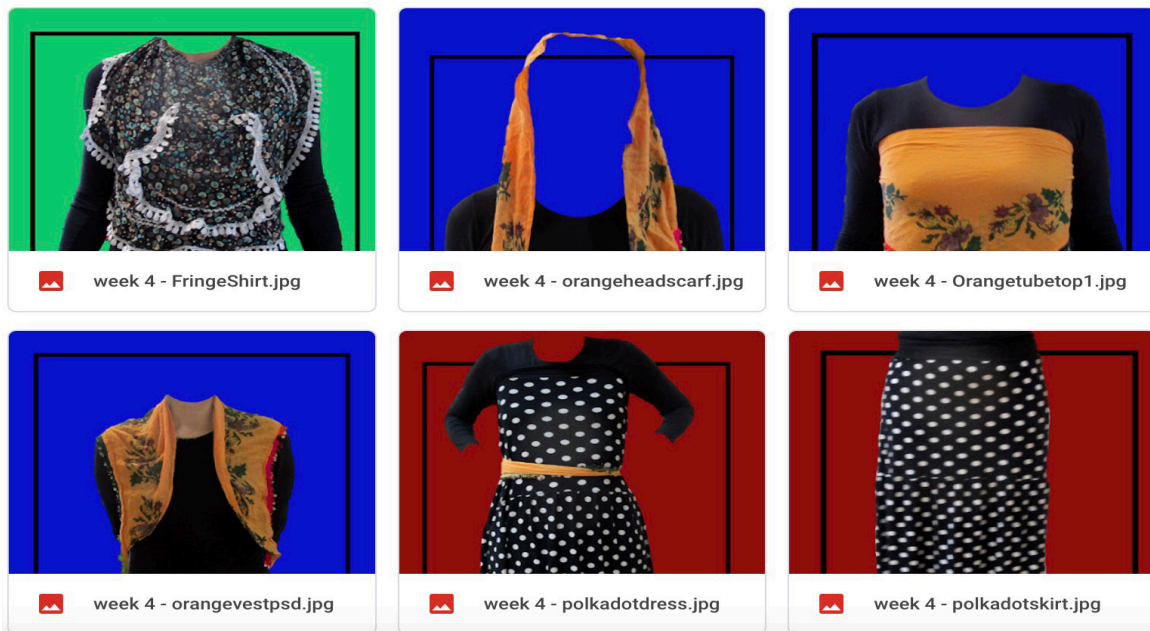 week 4 - FringeShirt.jpg
week 4 - orangeheadscarf.jpg
week 4 - Orangetubetop1.jpg
week 4 - orangevestpsd.jpg
week 4 - polkadotdress.jpg
week 4 - polkadotskirt.jpg